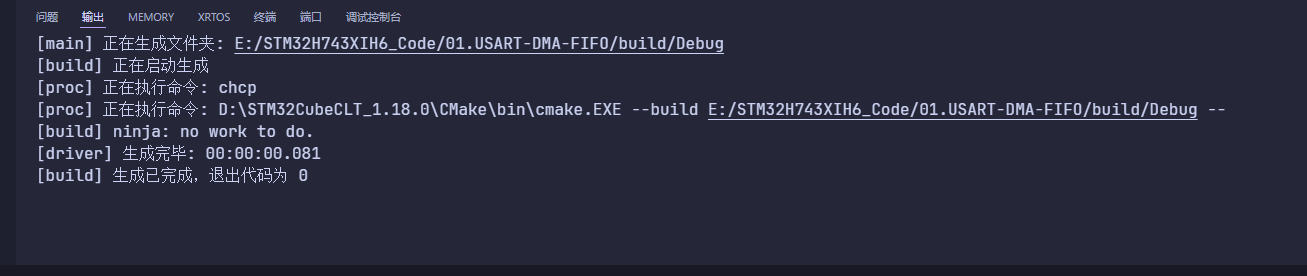 问题 输出 MEMORY XRTOS 终端 端口 调试控制台
[main] 正在生成文件夹: E:/STM32H743XIH6_Code/01.USART-DMA-FIFO/build/Debug
[build] 正在启动生成
[proc] 正在执行命令: chcp
[proc] 正在执行命令: D:\STM32CubeCLT_1.18.0\CMake\bin\cmake.EXE --build E:/STM32H743XIH6_Code/01.USART-DMA-FIFO/build/Debug --
[build] ninja: no work to do.
[driver] 生成完毕: 00:00:00.081
[build] 生成已完成，退出代码为 0